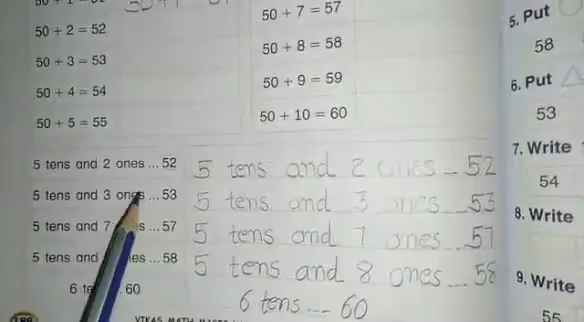 50 + 2 = 52
50 + 3 = 53
50 + 4 = 54
50 + 5 = 55
50 + 7 = 57
50 + 8 = 58
50 + 9 = 59
50 + 10 = 60
5 tens and 2 ones ... 52
5 tens and 3 ones ... 53
5 tens and 7 ... 57
5 tens and ... 58
6 ... 60
5 tens and 2 ones -- 52
5 tens and 3 ones -- 53
5 tens and 7 ones -- 57
5 tens and 8 ones --- 58
6 tens --- 60
5. Put
58
6. Put
53
7. Write
54
8. Write
9. Write
55